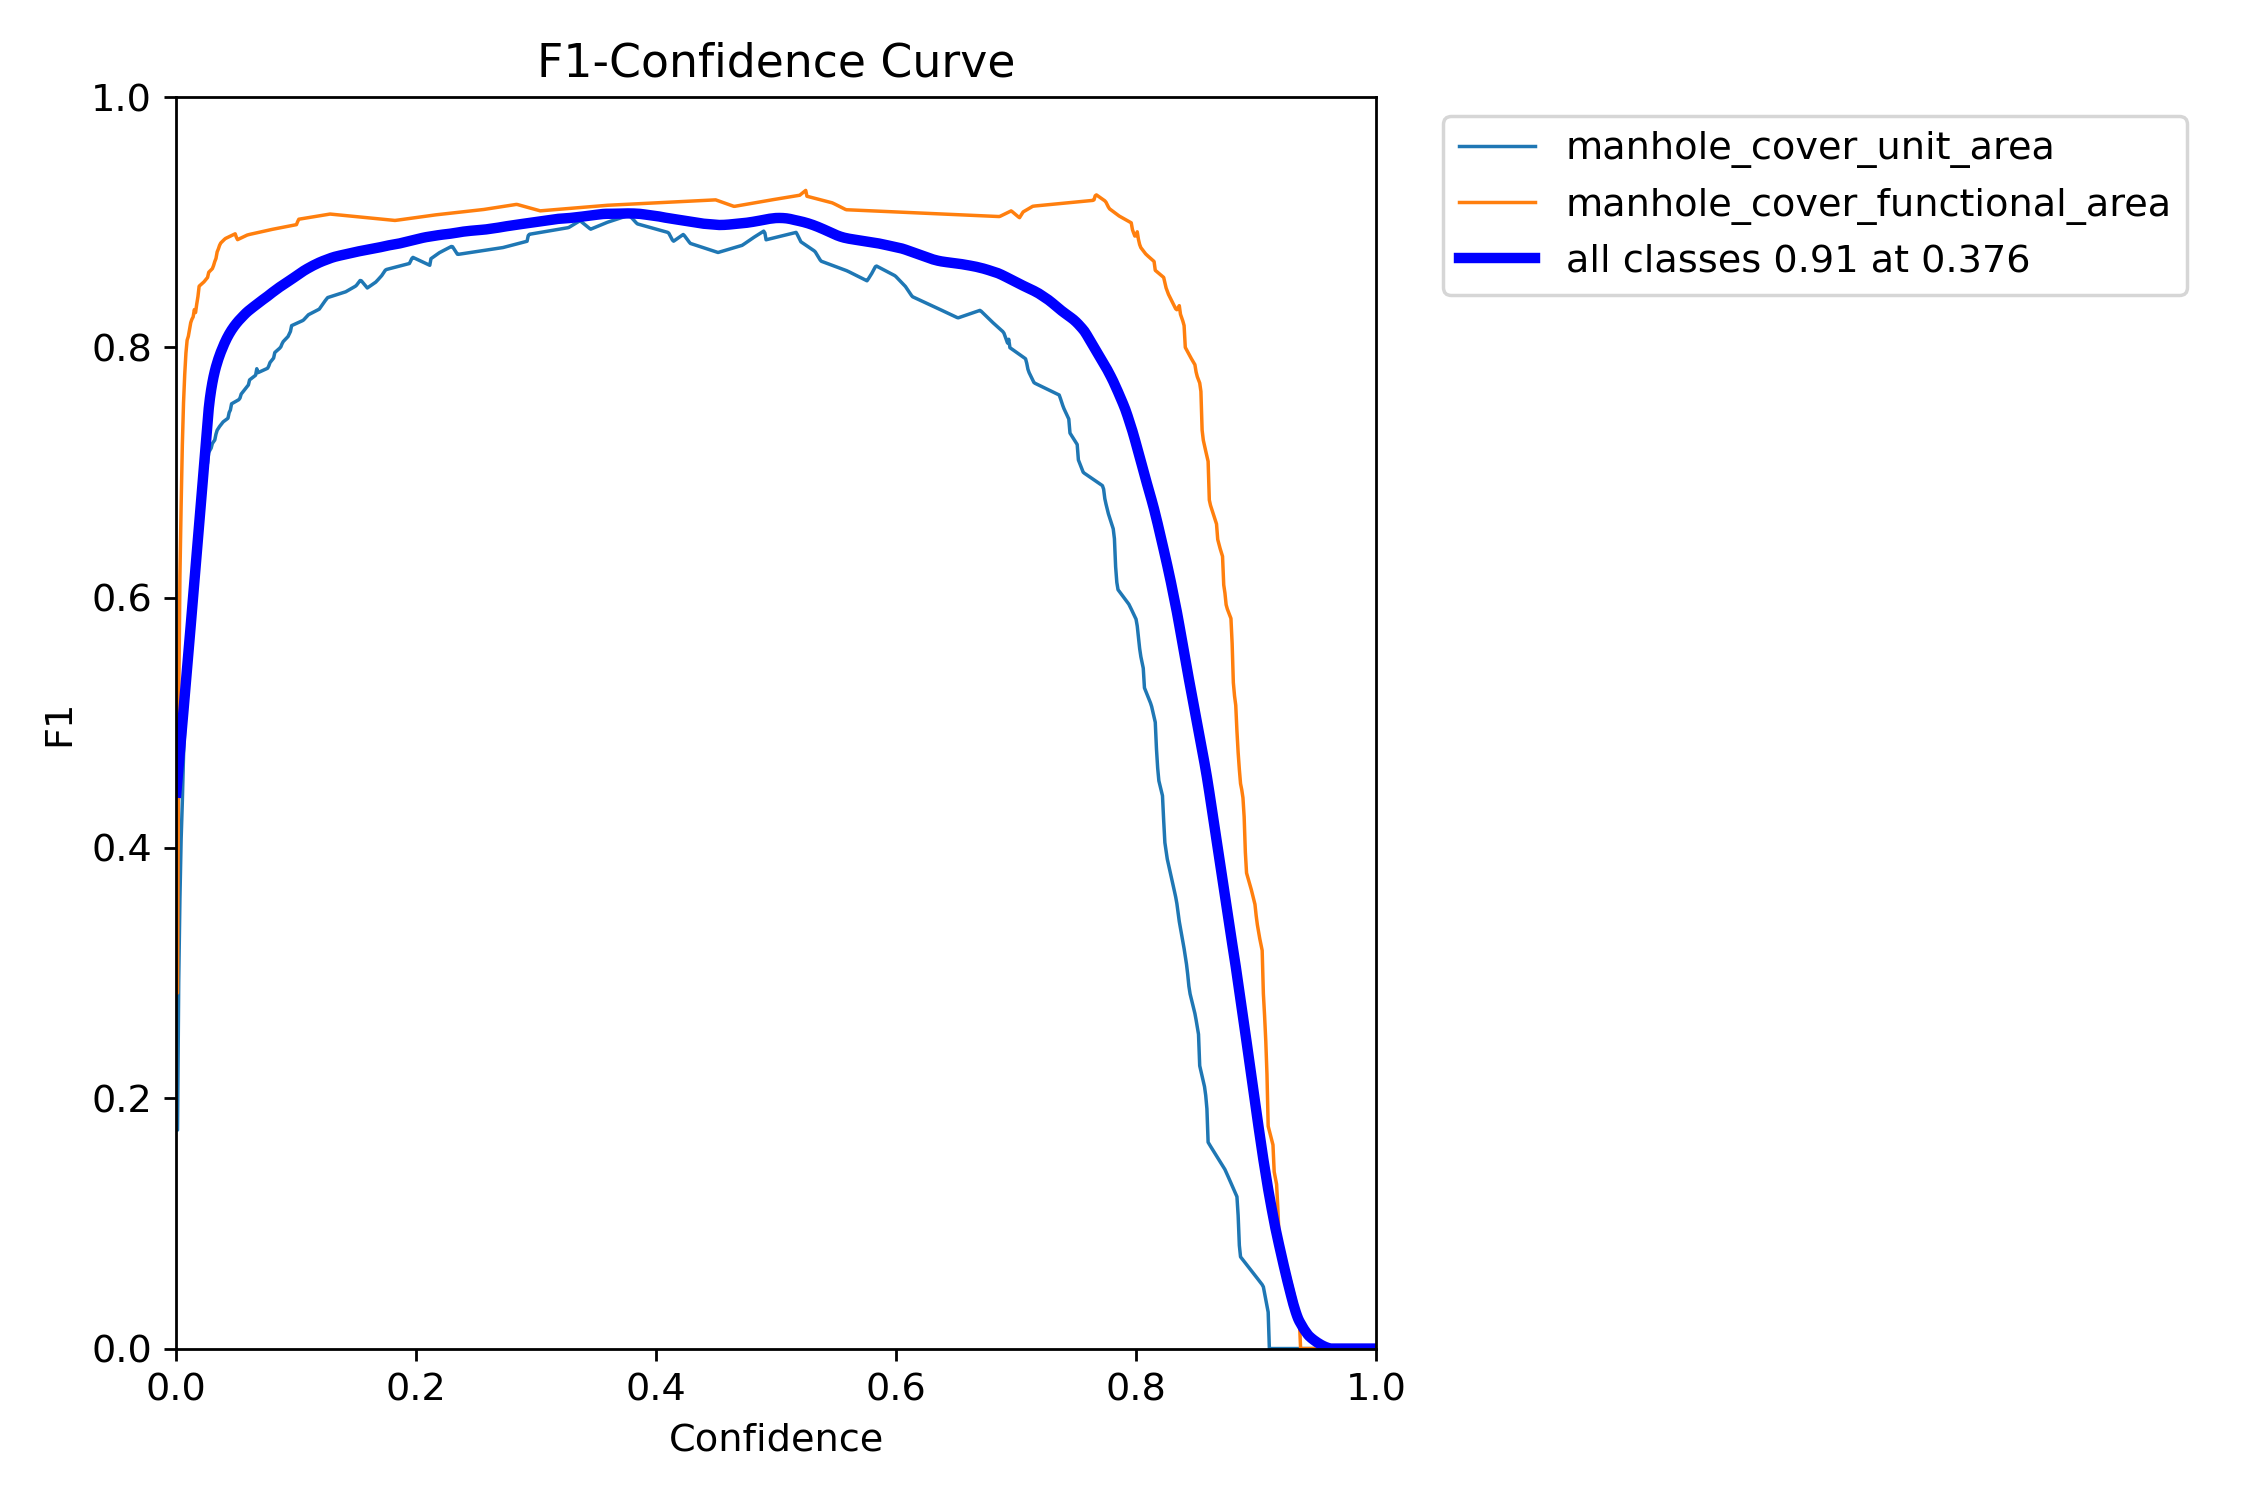 F1-Confidence Curve
manhole_cover_unit_area
manhole_cover_functional_area
all classes 0.91 at 0.376
1.0
0.8
0.6
0.4
0.2
0.0
F1
0.0 0.2 0.4 0.6 0.8 1.0
Confidence